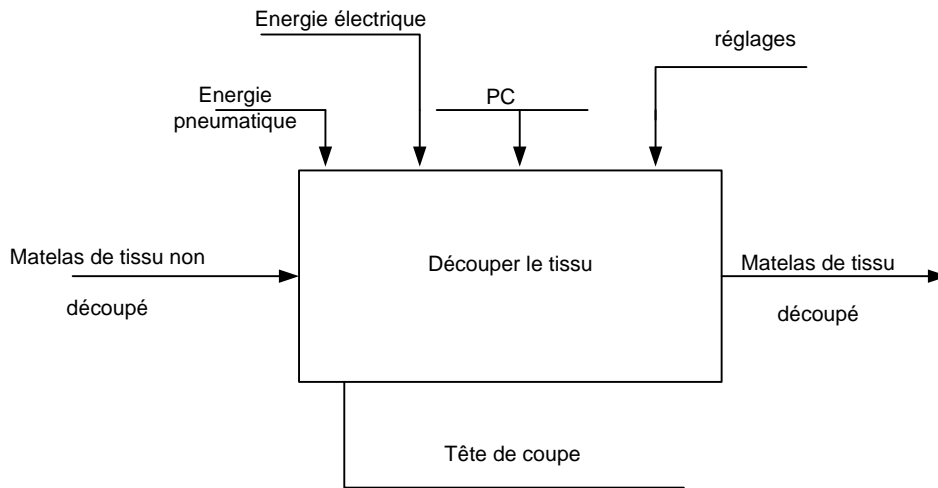 Energie électrique
réglages
Energie
pneumatique
PC
Matelas de tissu non
découpé
Découper le tissu
Matelas de tissu
découpé
Tête de coupe